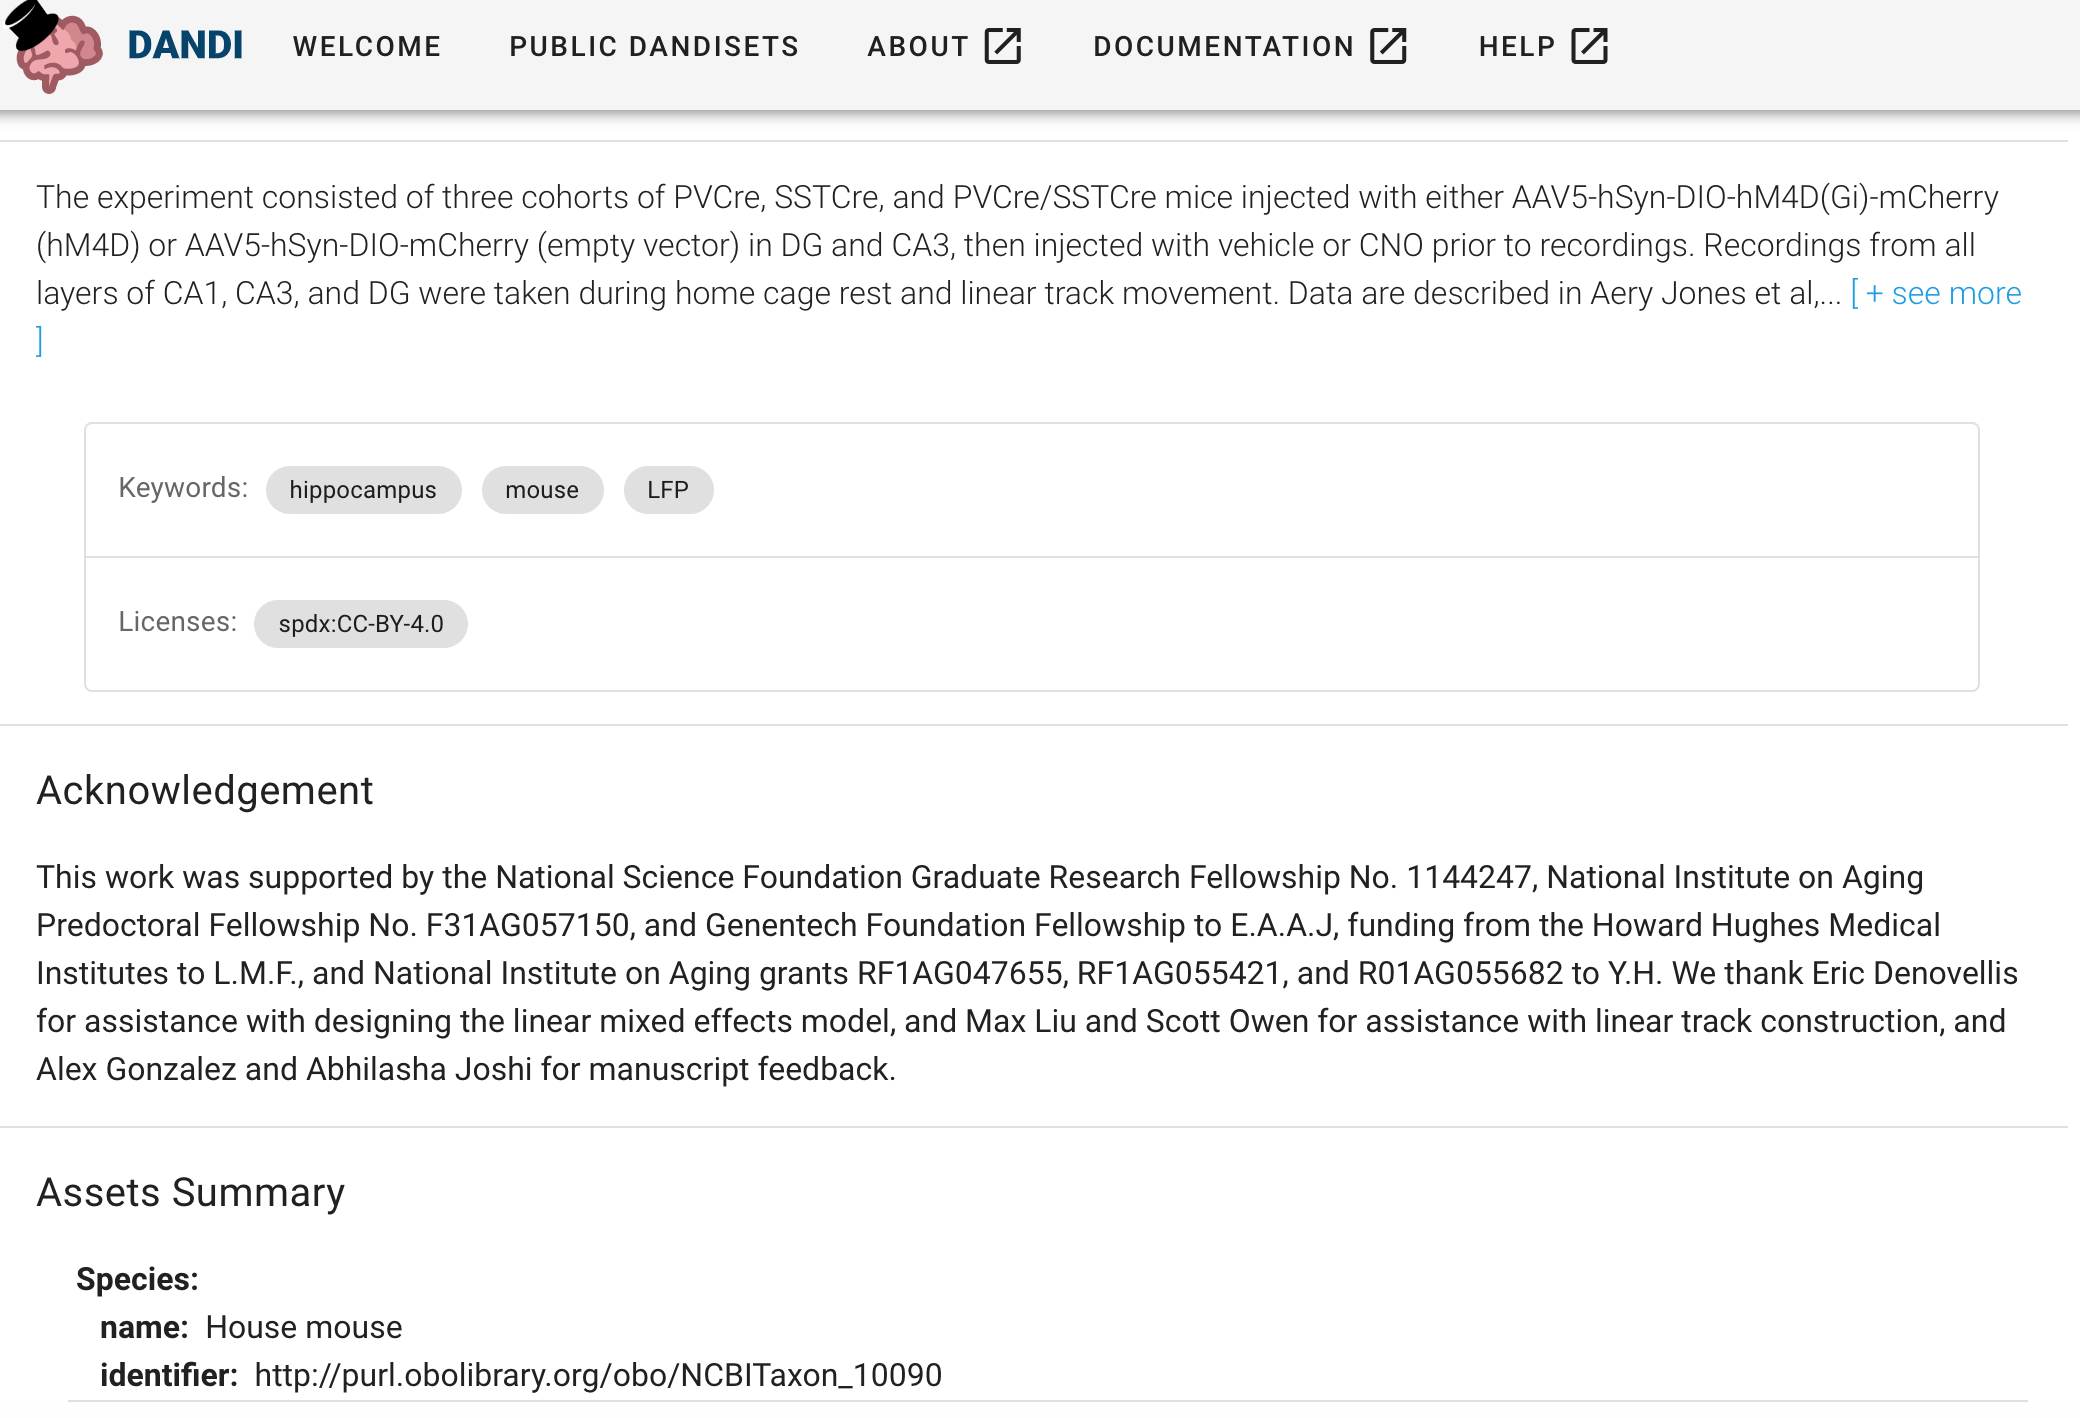 DANDI WELCOME PUBLIC DANDISETS ABOUT DOCUMENTATION HELP
The experiment consisted of three cohorts of PVCre, SSTCre, and PVCre/SSTCre mice injected with either AAV5-hSyn-DIO-hM4D(Gi)-mCherry
(hM4D) or AAV5-hSyn-DIO-mCherry (empty vector) in DG and CA3, then injected with vehicle or CNO prior to recordings. Recordings from all
layers of CA1, CA3, and DG were taken during home cage rest and linear track movement. Data are described in Aery Jones et al,... [ + see more
]
Keywords: hippocampus mouse LFP
Licenses: spdx:CC-BY-4.0
Acknowledgement
This work was supported by the National Science Foundation Graduate Research Fellowship No. 1144247, National Institute on Aging
Predoctoral Fellowship No. F31AG057150, and Genentech Foundation Fellowship to E.A.A.J, funding from the Howard Hughes Medical
Institutes to L.M.F., and National Institute on Aging grants RF1AG047655, RF1AG055421, and R01AG055682 to Y.H. We thank Eric Denovellis
for assistance with designing the linear mixed effects model, and Max Liu and Scott Owen for assistance with linear track construction, and
Alex Gonzalez and Abhilasha Joshi for manuscript feedback.
Assets Summary
Species:
name: House mouse
identifier: http://purl.obolibrary.org/obo/NCBITaxon_10090